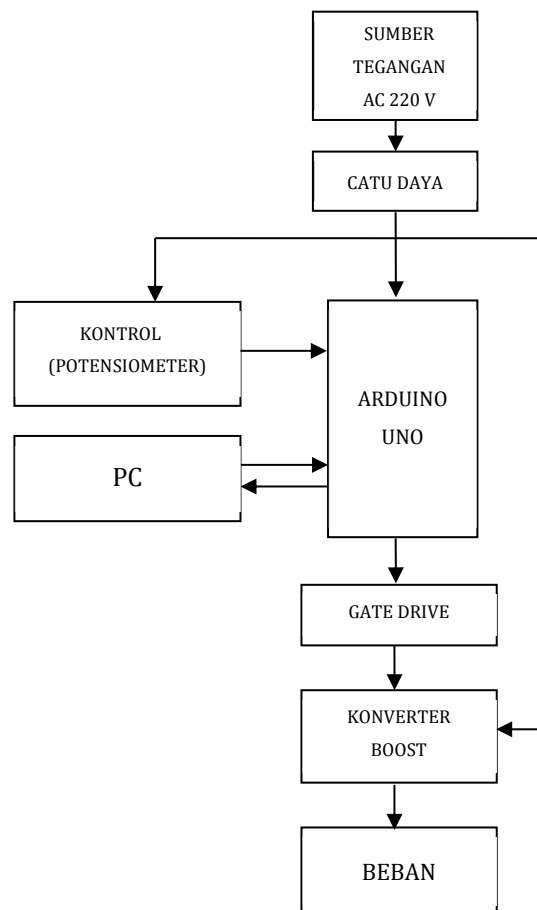 SUMBER
TEGANGAN
AC 220 V
CATU DAYA
KONTROL
(POTENSIOMETER)
ARDUINO
UNO
PC
GATE DRIVE
KONVERTER
BOOST
BEBAN